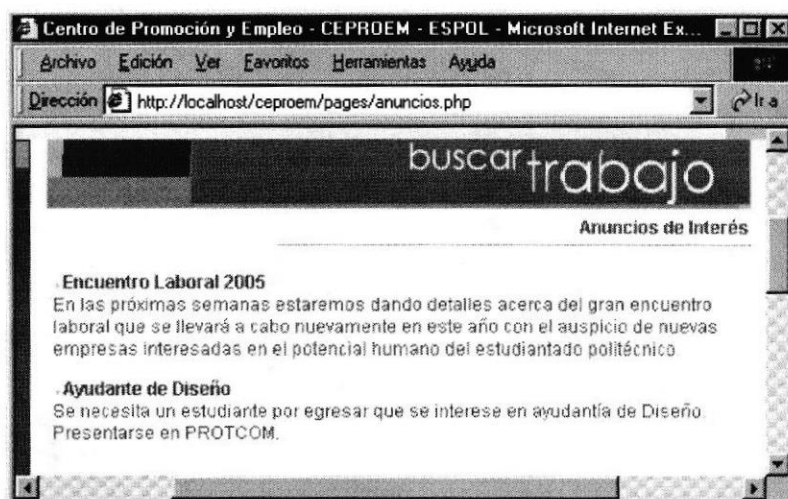 Centro de Promoción y Empleo - CEPROEM - ESPOL - Microsoft Internet Ex...
Archivo Edición Ver Favoritos Herramientas Ayuda
Dirección http://localhost/ceproem/pages/anuncios.php Ir a
buscar trabajo
Anuncios de Interés
Encuentro Laboral 2005
En las próximas semanas estaremos dando detalles acerca del gran encuentro
laboral que se llevará a cabo nuevamente en este año con el auspicio de nuevas
empresas interesadas en el potencial humano del estudiantado politécnico
Ayudante de Diseño
Se necesita un estudiante por egresar que se interese en ayudantía de Diseño.
Presentarse en PROTCOM.